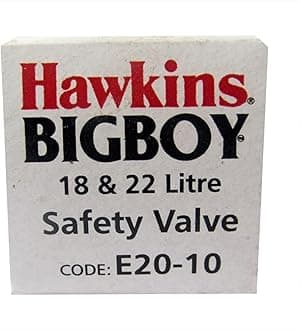 Hawkins®
BIGBOY
18 & 22 Litre
Safety Valve
CODE: E20-10